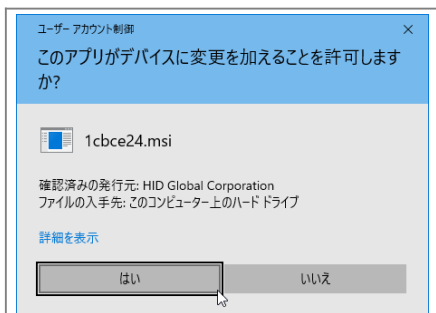 ユーザー アカウント制御
このアプリがデバイスに変更を加えることを許可します
か?
1cbce24.msi
確認済みの発行元: HID Global Corporation
ファイルの入手先: このコンピューター上のハード ドライブ
詳細を表示
はい いいえ